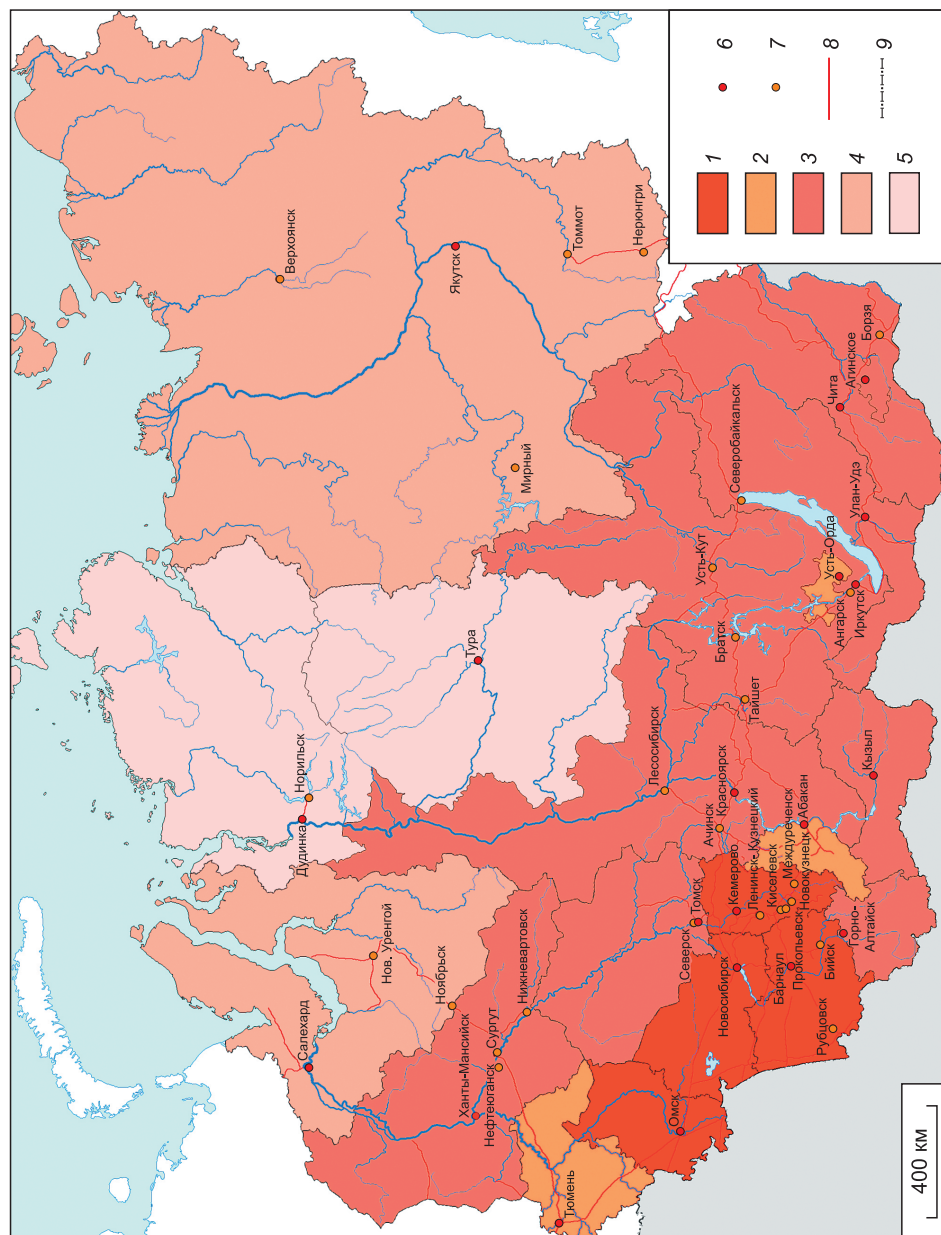 Салехард
Нов. Уренгой
Ноябрьск
Ханты-Мансийск
Нефтеюганск
Сургут
Нижневартовск
Тюмень
Омск
Дудинка
Норильск
Тура
Верхоянск
Якутск
Мирный
Томмот
Нерюнгри
Лесосибирск
Северск
Томск
Ачинск
Красноярск
Кемерово
Ленинск-Кузнецкий
Киселевск
Междуреченск
Новокузнецк
Прокопьевск
Абакан
Новосибирск
Барнаул
Бийск
Рубцовск
Горно-
Алтайск
Кызыл
Тайшет
Братск
Усть-Кут
Северобайкальск
Усть-Орда
Ангарск
Иркутск
Улан-Удэ
Чита
Агинское
Борзя
400 км
1
2
3
4
5
6
7
8
9